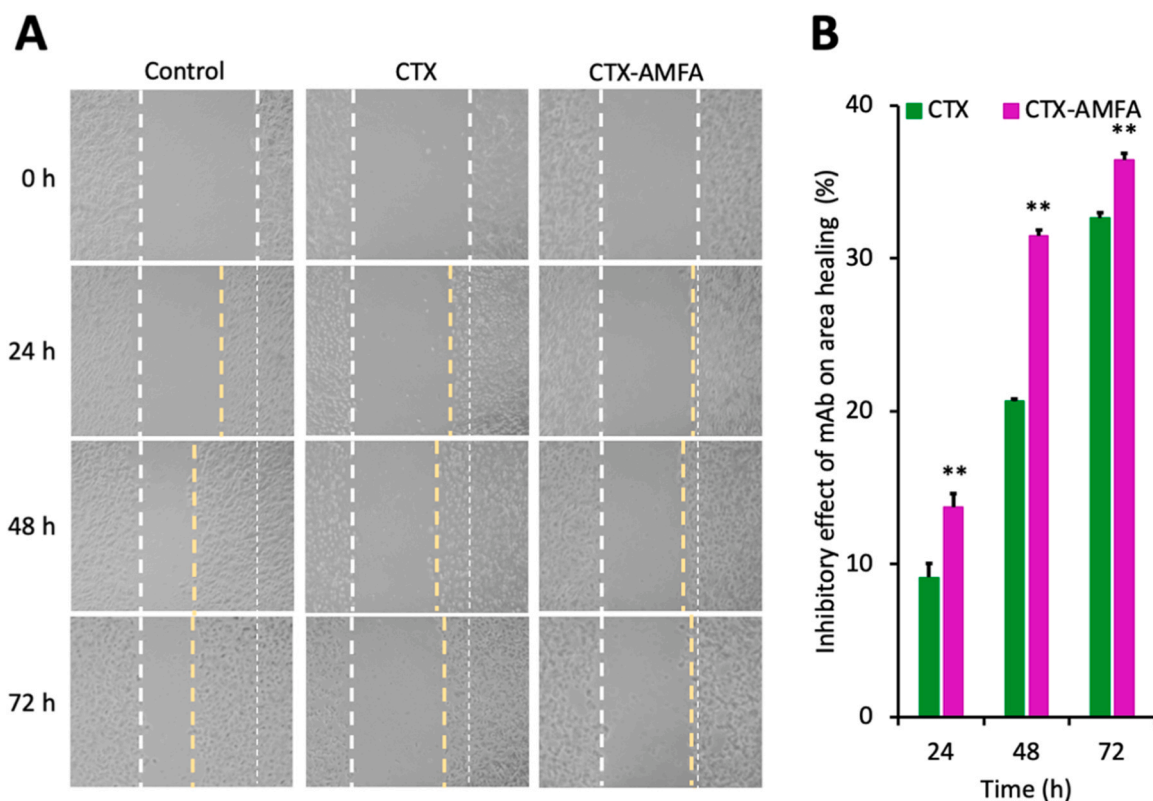 A
B
Control
CTX
CTX-AMFA
0 h
24 h
48 h
72 h
Inhibitory effect of mAb on area healing (%)
40
30
20
10
0
CTX
CTX-AMFA
**
**
**
24
48
72
Time (h)